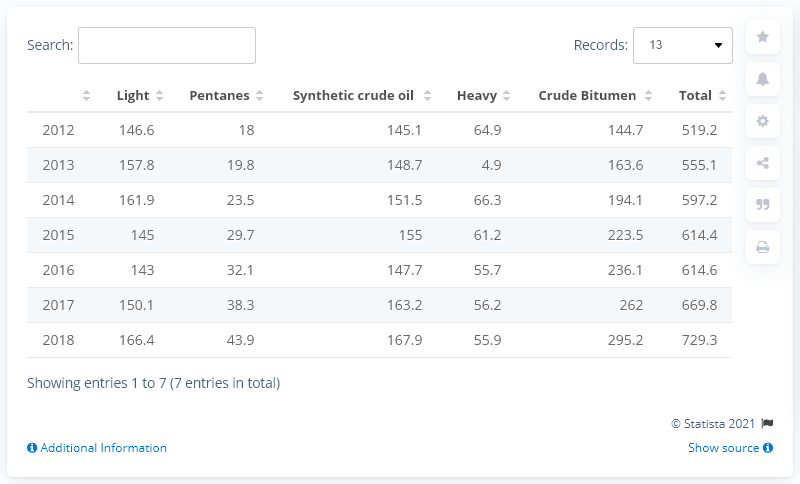 Search: Records: 13
Light Pentanes Synthetic crude oil Heavy Crude Bitumen Total
2012 146.6 18 145.1 64.9 144.7 519.2
2013 157.8 19.8 148.7 4.9 163.6 555.1
2014 161.9 23.5 151.5 66.3 194.1 597.2
2015 145 29.7 155 61.2 223.5 614.4
2016 143 32.1 147.7 55.7 236.1 614.6
2017 150.1 38.3 163.2 56.2 262 669.8
2018 166.4 43.9 167.9 55.9 295.2 729.3
Showing entries 1 to 7 (7 entries in total)
© Statista 2021
Additional Information Show source